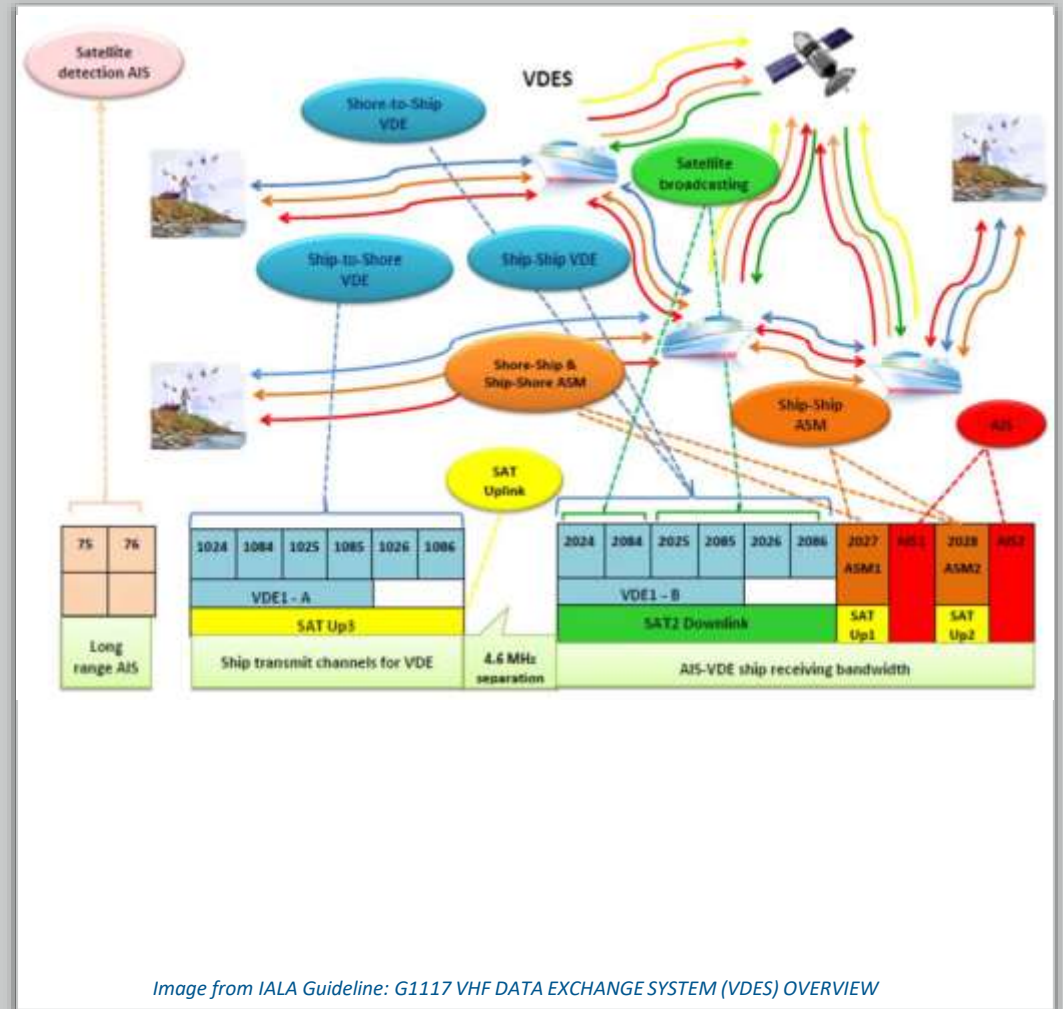 Satellite
detection AIS
VDES
Shore-to-Ship
VDE
Satellite
broadcasting
Ship-to-Shore
VDE
Ship-Ship VDE
Shore-Ship &
Ship-Shore ASM
Ship-Ship
ASM
AIS
SAT
Uplink
75 76
1024 1084 1025 1085 1026 1086
2024 2084 2025 2085 2026 2086 2027 AIS1 2028 AIS2
ASM1 ASM2
VDE1 - A
VDE1 - B
SAT Up3
SAT2 Downlink
SAT
Up1
SAT
Up2
Long
range AIS
Ship transmit channels for VDE
4.6 MHz
separation
AIS-VDE ship receiving bandwidth
Image from IALA Guideline: G1117 VHF DATA EXCHANGE SYSTEM (VDES) OVERVIEW